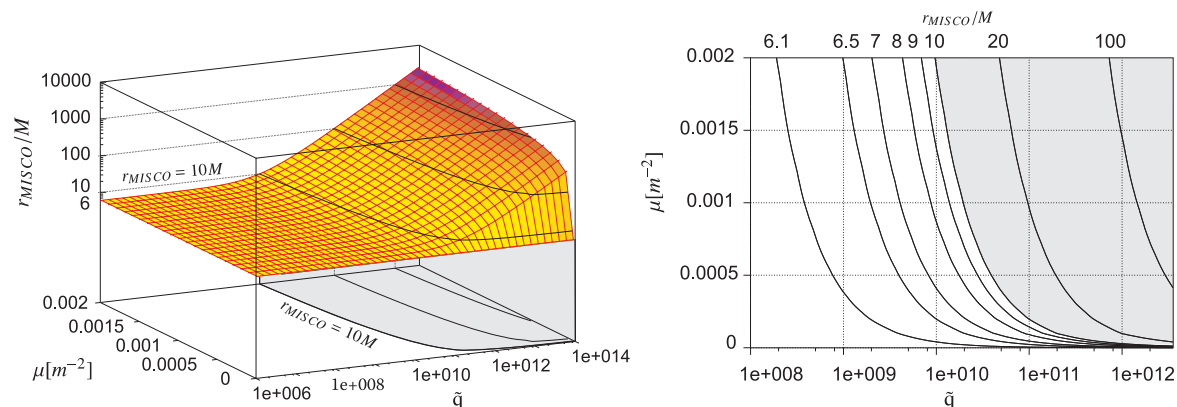 10000
1000
100
10
6
r_MISCO/M
r_MISCO = 10M
r_MISCO = 10M
0.002
0.0015
0.001
0.0005
0
μ[m⁻²]
1e+006
1e+008
1e+010
1e+012
1e+014
q̃
r_MISCO/M
6.1 6.5 7 8 9 10 20 100
0.002
0.0015
0.001
0.0005
0
μ[m⁻²]
1e+008 1e+009 1e+010 1e+011 1e+012
q̃